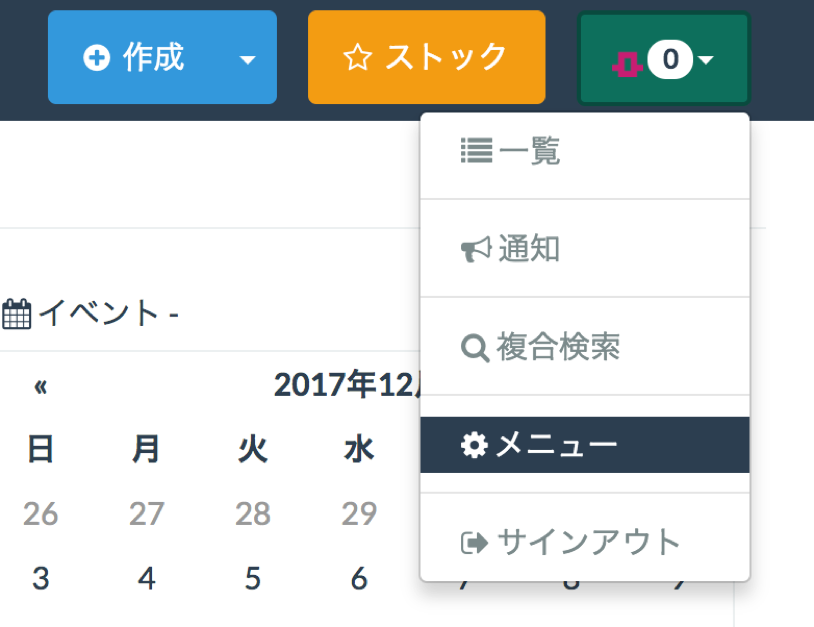 作成
ストック
0
一覧
通知
複合検索
メニュー
サインアウト
イベント -
« 2017年12
日 月 火 水
26 27 28 29
3 4 5 6